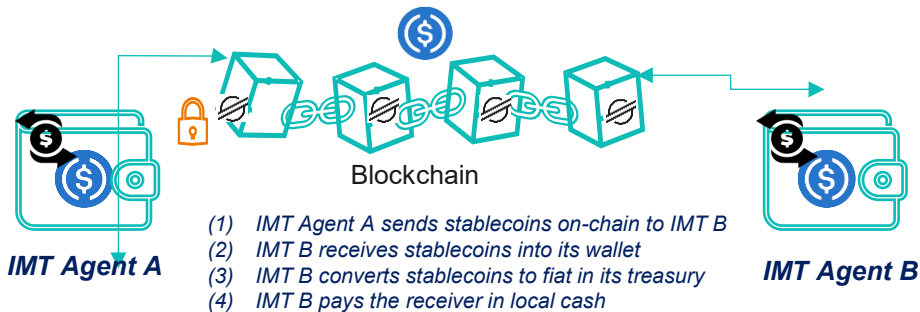 $
$
$
$
$
Blockchain
(1) IMT Agent A sends stablecoins on-chain to IMT B
(2) IMT B receives stablecoins into its wallet
(3) IMT B converts stablecoins to fiat in its treasury
(4) IMT B pays the receiver in local cash
IMT Agent A
IMT Agent B